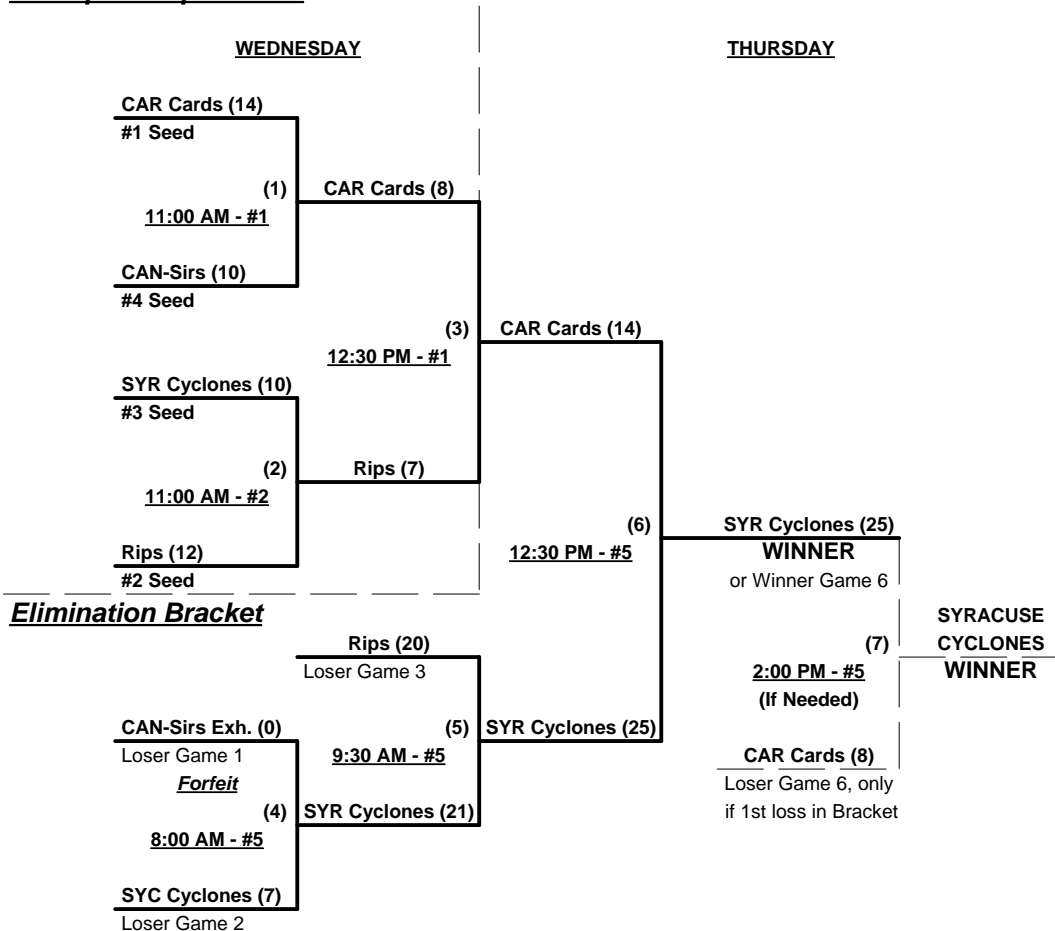 WEDNESDAY
THURSDAY
CAR Cards (14)
#1 Seed
(1)
CAR Cards (8)
11:00 AM - #1
CAN-Sirs (10)
#4 Seed
(3)
CAR Cards (14)
12:30 PM - #1
SYR Cyclones (10)
#3 Seed
(2)
Rips (7)
11:00 AM - #2
(6)
SYR Cyclones (25)
12:30 PM - #5
WINNER
Rips (12)
#2 Seed
or Winner Game 6
Elimination Bracket
SYRACUSE
Rips (20)
(7)
CYCLONES
Loser Game 3
2:00 PM - #5
WINNER
(If Needed)
CAN-Sirs Exh. (0)
(5)
SYR Cyclones (25)
Loser Game 1
9:30 AM - #5
CAR Cards (8)
Forfeit
Loser Game 6, only
(4)
SYR Cyclones (21)
if 1st loss in Bracket
8:00 AM - #5
SYC Cyclones (7)
Loser Game 2